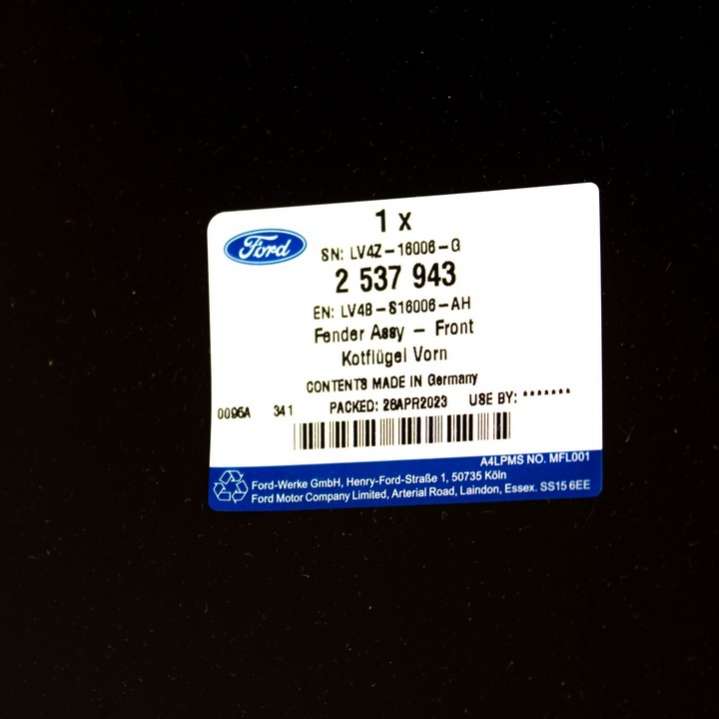 1 x
Ford
SN: LV4Z-16006-G
2 537 943
EN: LV4B-S16006-AH
Fender Assy - Front
Kotflügel Vorn
CONTENTS MADE IN Germany
0096A 341 PACKED: 26APR2023 USE BY: *******
A4LPMS NO. MFL001
Ford-Werke GmbH, Henry-Ford-Straße 1, 50735 Köln
Ford Motor Company Limited, Arterial Road, Laindon, Essex. SS15 6EE